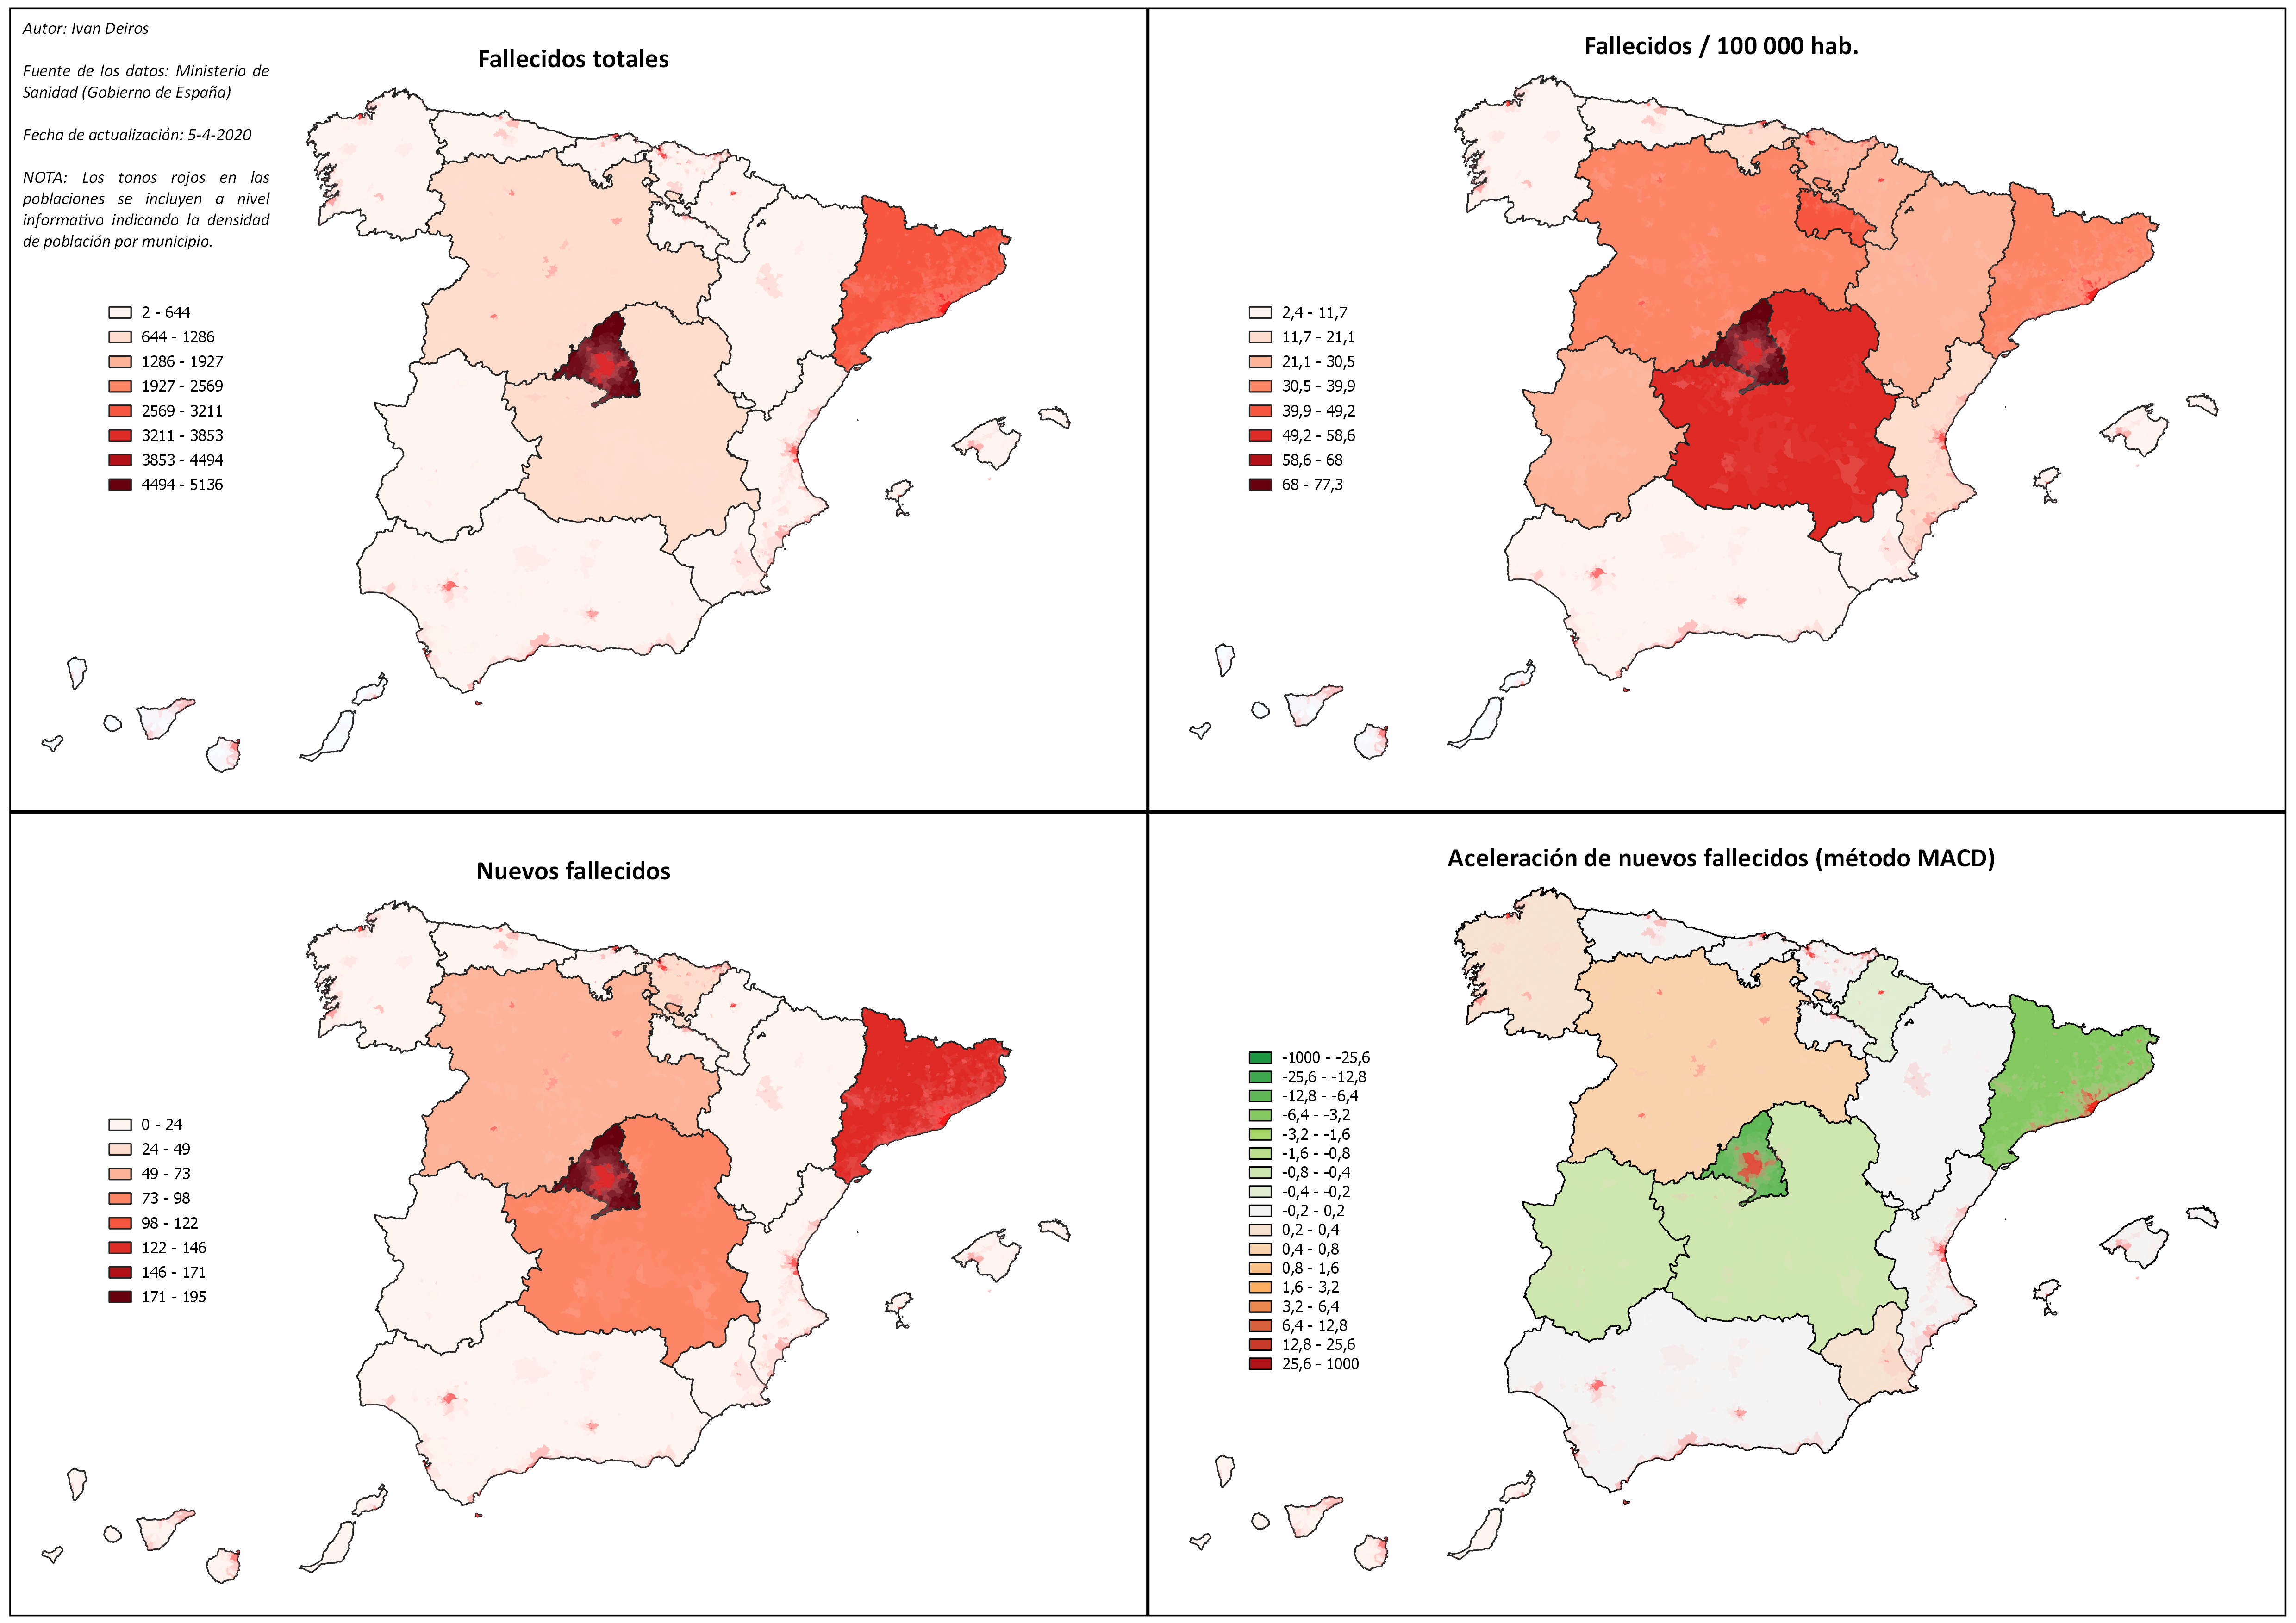 Autor: Ivan Deiros
Fuente de los datos: Ministerio de
Sanidad (Gobierno de España)
Fecha de actualización: 5-4-2020
NOTA: Los tonos rojos en las
poblaciones se incluyen a nivel
informativo indicando la densidad
de población por municipio.
Fallecidos totales
2 - 644
644 - 1286
1286 - 1927
1927 - 2569
2569 - 3211
3211 - 3853
3853 - 4494
4494 - 5136
Fallecidos / 100 000 hab.
2,4 - 11,7
11,7 - 21,1
21,1 - 30,5
30,5 - 39,9
39,9 - 49,2
49,2 - 58,6
58,6 - 68
68 - 77,3
Nuevos fallecidos
0 - 24
24 - 49
49 - 73
73 - 98
98 - 122
122 - 146
146 - 171
171 - 195
Aceleración de nuevos fallecidos (método MACD)
-1000 - -25,6
-25,6 - -12,8
-12,8 - -6,4
-6,4 - -3,2
-3,2 - -1,6
-1,6 - -0,8
-0,8 - -0,4
-0,4 - -0,2
-0,2 - 0,2
0,2 - 0,4
0,4 - 0,8
0,8 - 1,6
1,6 - 3,2
3,2 - 6,4
6,4 - 12,8
12,8 - 25,6
25,6 - 1000